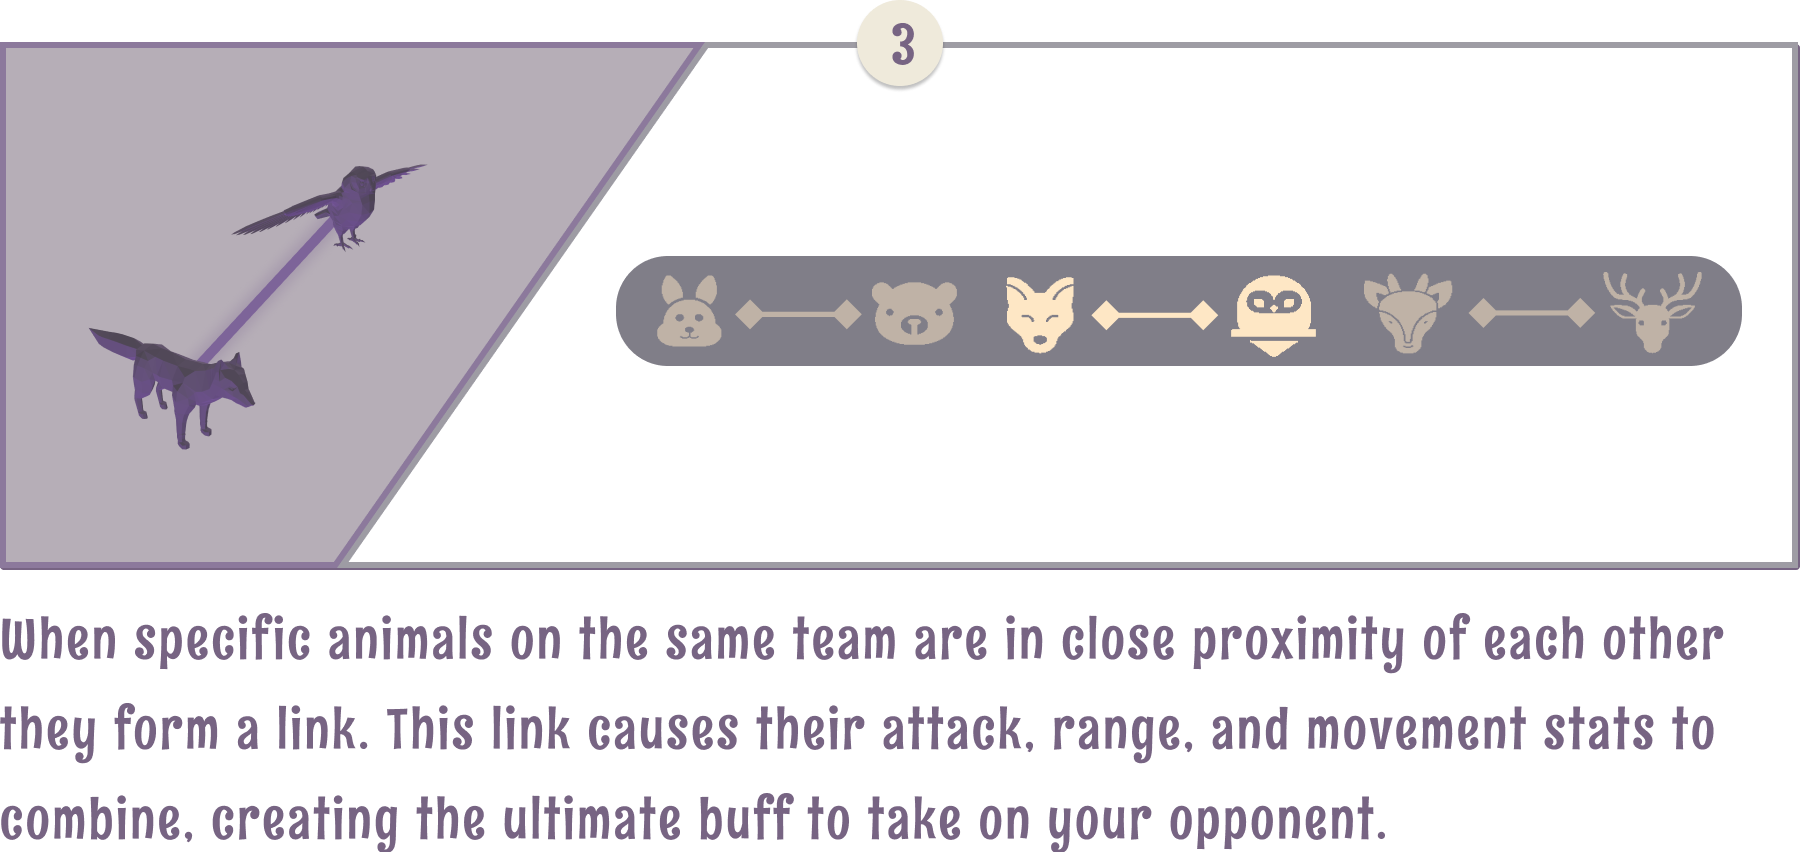 3
When specific animals on the same team are in close proximity of each other
they form a link. This link causes their attack, range, and movement stats to
combine, creating the ultimate buff to take on your opponent.